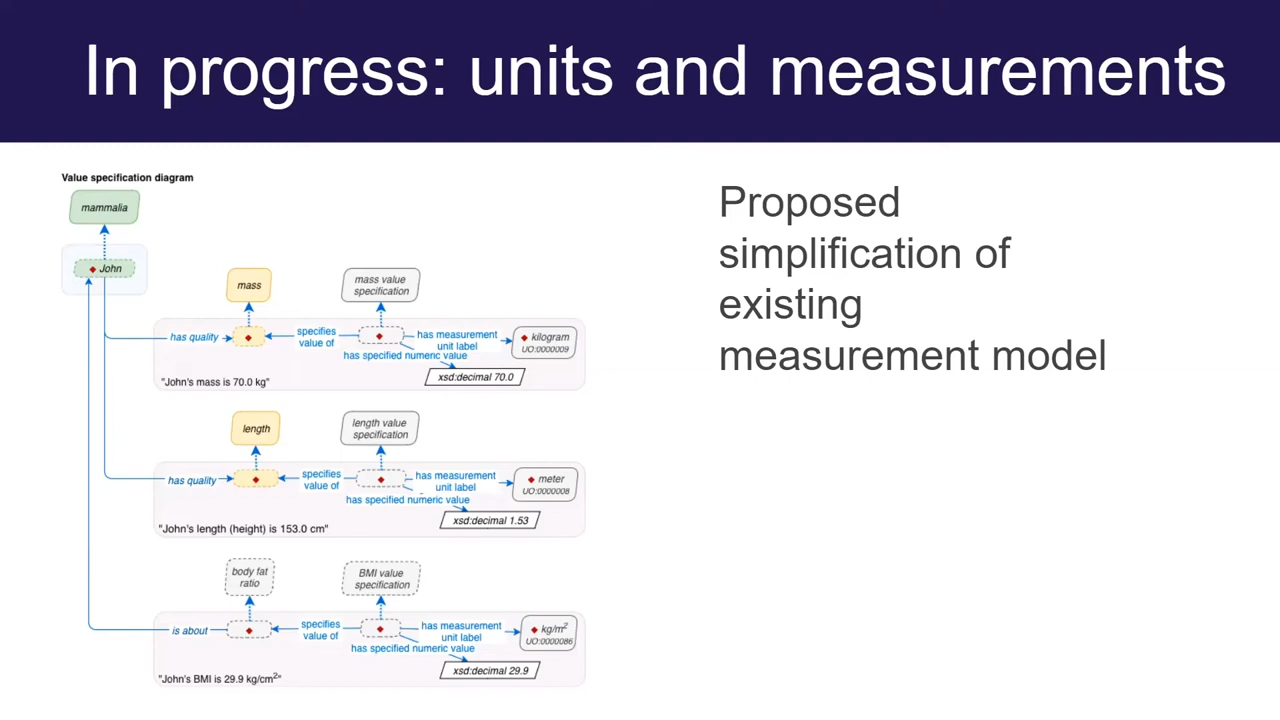 In progress: units and measurements
Value specification diagram
mammalia
John
mass
mass value
specification
has quality
specifies
value of
has measurement
unit label
kilogram
UO:0000009
has specified numeric value
xsd:decimal 70.0
"John's mass is 70.0 kg"
length
length value
specification
has quality
specifies
value of
has measurement
unit label
meter
UO:0000008
has specified numeric value
xsd:decimal 1.53
"John's length (height) is 153.0 cm"
body fat
ratio
BMI value
specification
is about
specifies
value of
has measurement
unit label
kg/m²
UO:0000086
has specified numeric value
xsd:decimal 29.9
"John's BMI is 29.9 kg/cm²"
Proposed
simplification of
existing
measurement model